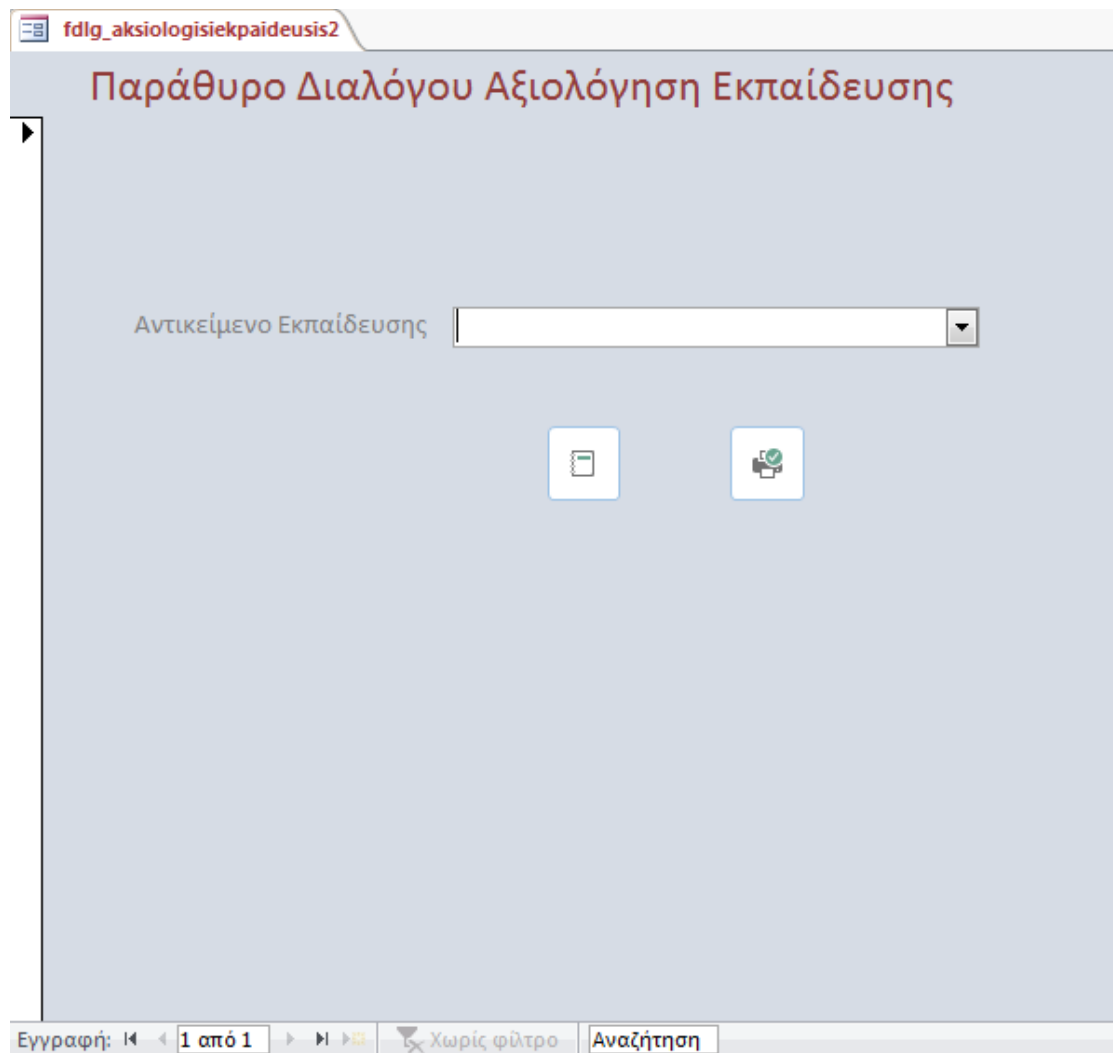 fdlg_aksiologisiekpaideusis2
Παράθυρο Διαλόγου Αξιολόγηση Εκπαίδευσης
Αντικείμενο Εκπαίδευσης
Εγγραφή: 1 από 1 Χωρίς φίλτρο Αναζήτηση